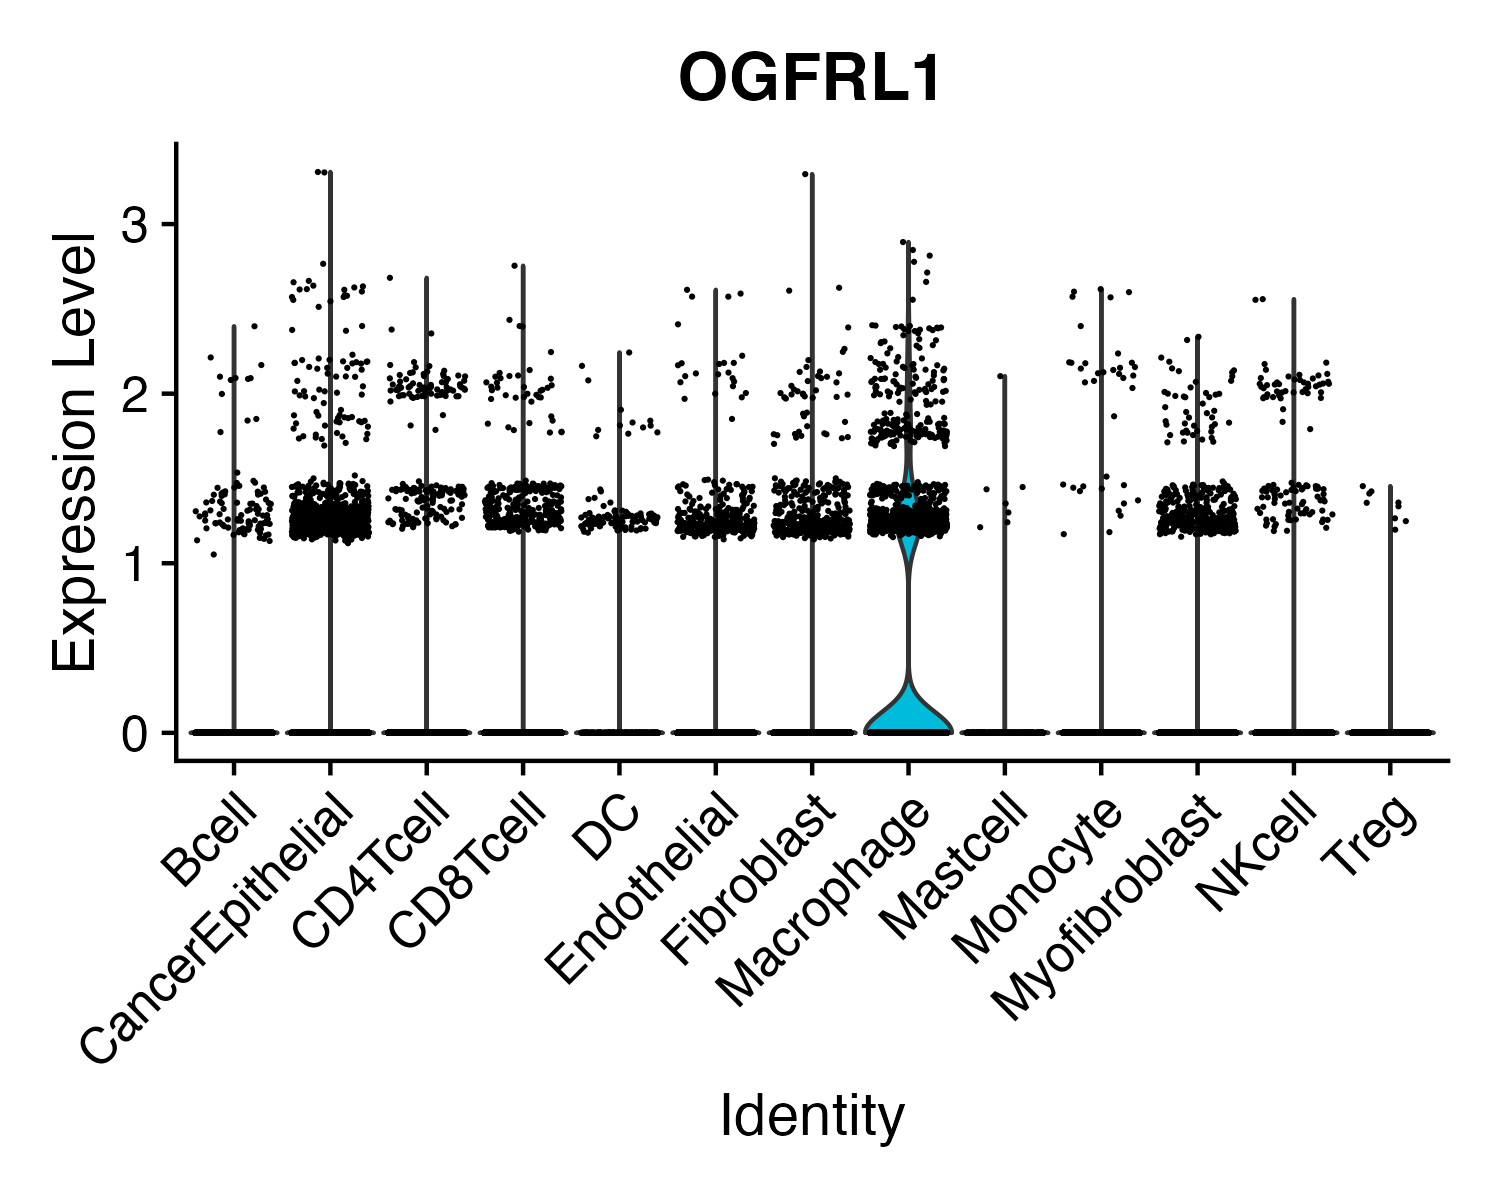 OGFRL1
Expression Level
3
2
1
0
Bcell
CancerEpithelial
CD4Tcell
CD8Tcell
DC
Endothelial
Fibroblast
Macrophage
Mastcell
Monocyte
Myofibroblast
NKcell
Treg
Identity